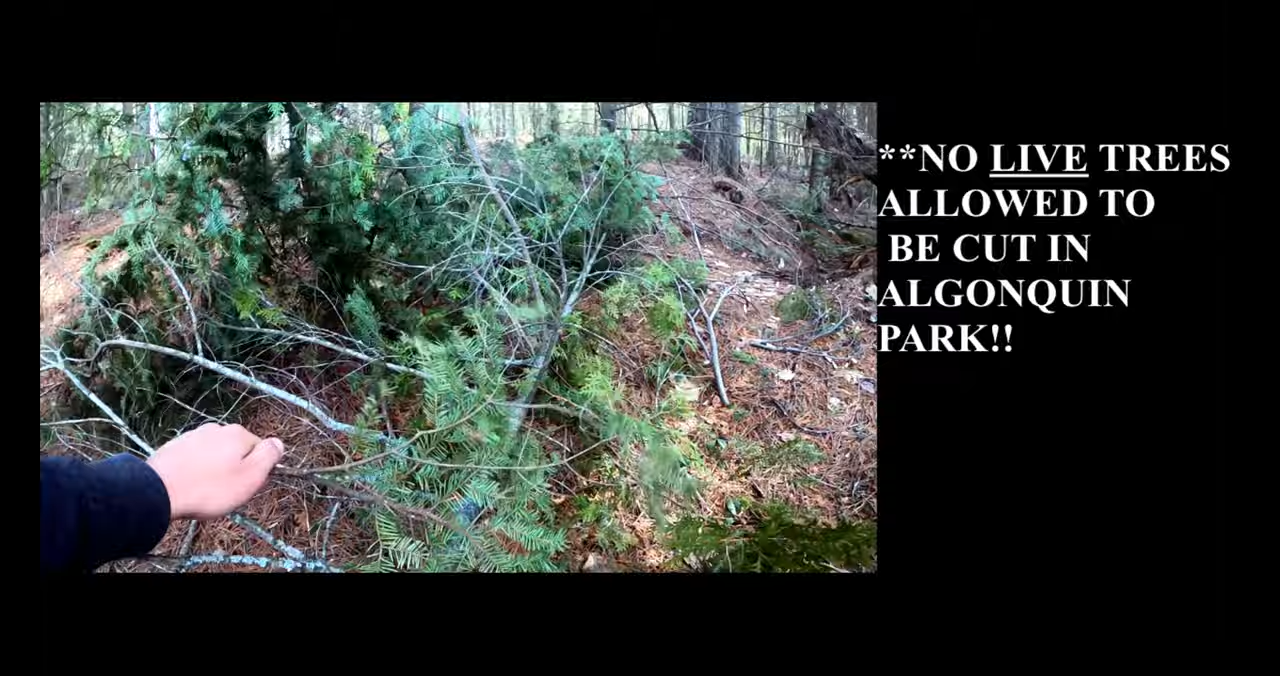 **NO LIVE TREES
ALLOWED TO
BE CUT IN
ALGONQUIN
PARK!!